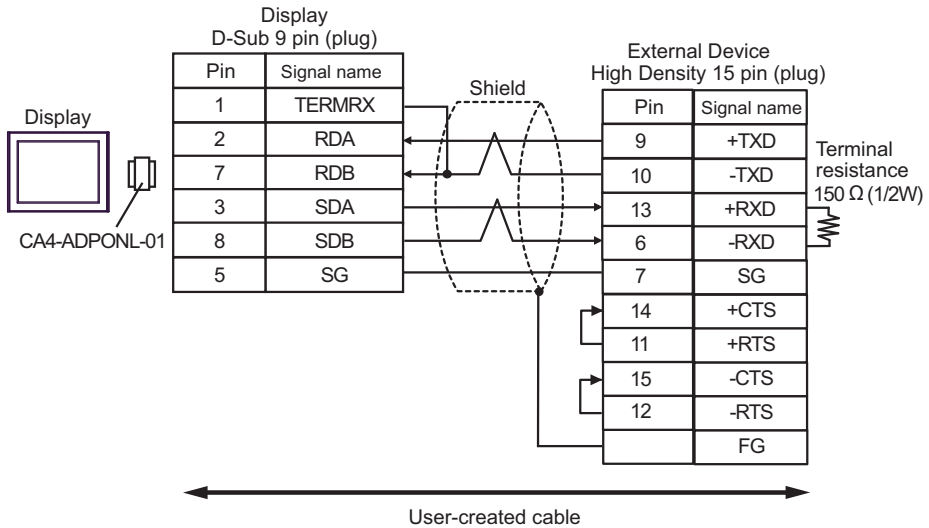 Display
D-Sub 9 pin (plug)
Pin Signal name
1 TERMRX
2 RDA
7 RDB
3 SDA
8 SDB
5 SG
Display
CA4-ADPONL-01
Shield
External Device
High Density 15 pin (plug)
Pin Signal name
9 +TXD
10 -TXD
13 +RXD
6 -RXD
7 SG
14 +CTS
11 +RTS
15 -CTS
12 -RTS
FG
Terminal
resistance
150 Ω (1/2W)
User-created cable